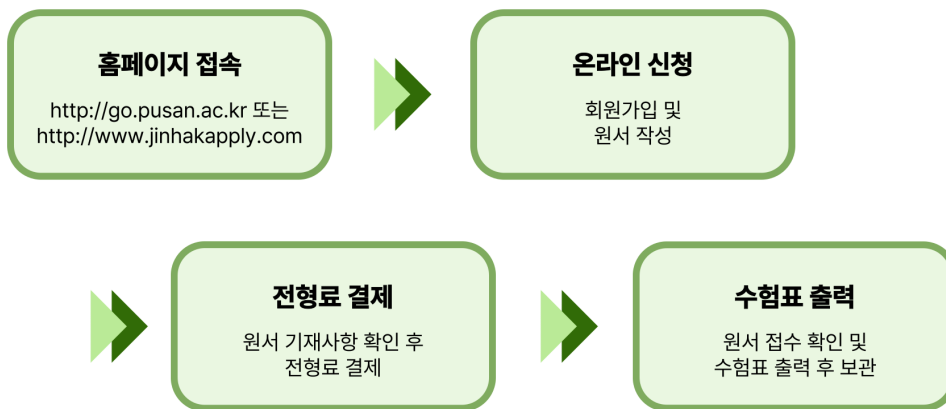 홈페이지 접속
http://go.pusan.ac.kr 또는
http://www.jinhakapply.com
온라인 신청
회원가입 및
원서 작성
전형료 결제
원서 기재사항 확인 후
전형료 결제
수험표 출력
원서 접수 확인 및
수험표 출력 후 보관